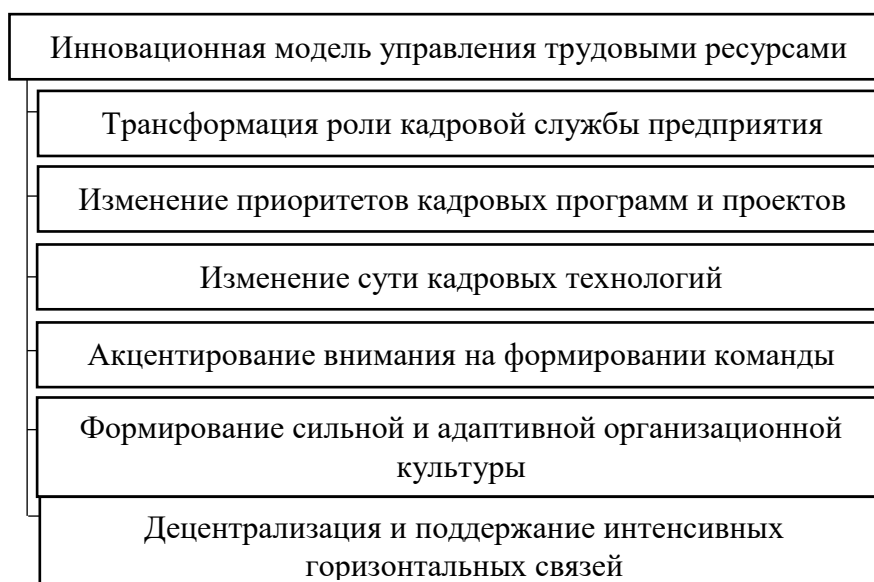 Инновационная модель управления трудовыми ресурсами
Трансформация роли кадровой службы предприятия
Изменение приоритетов кадровых программ и проектов
Изменение сути кадровых технологий
Акцентирование внимания на формировании команды
Формирование сильной и адаптивной организационной
культуры
Децентрализация и поддержание интенсивных
горизонтальных связей